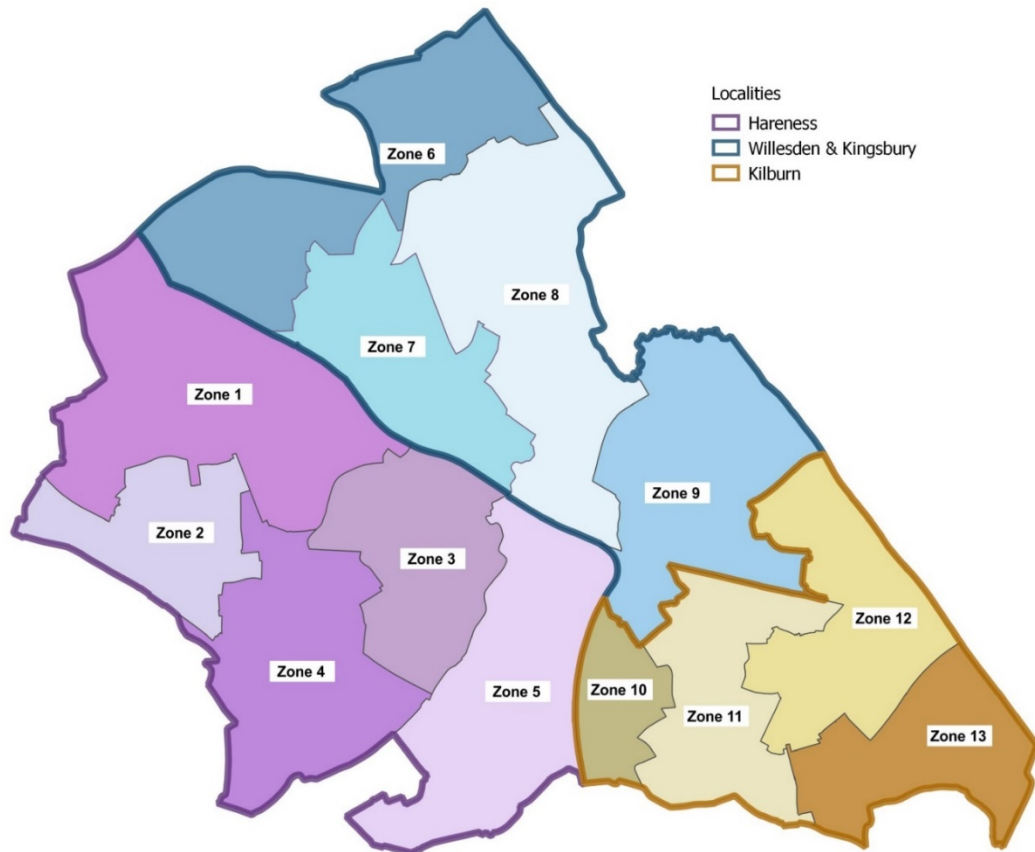 Localities
Hareness
Willesden & Kingsbury
Kilburn
Zone 6
Zone 8
Zone 7
Zone 1
Zone 9
Zone 2
Zone 3
Zone 12
Zone 4
Zone 10
Zone 5
Zone 11
Zone 13